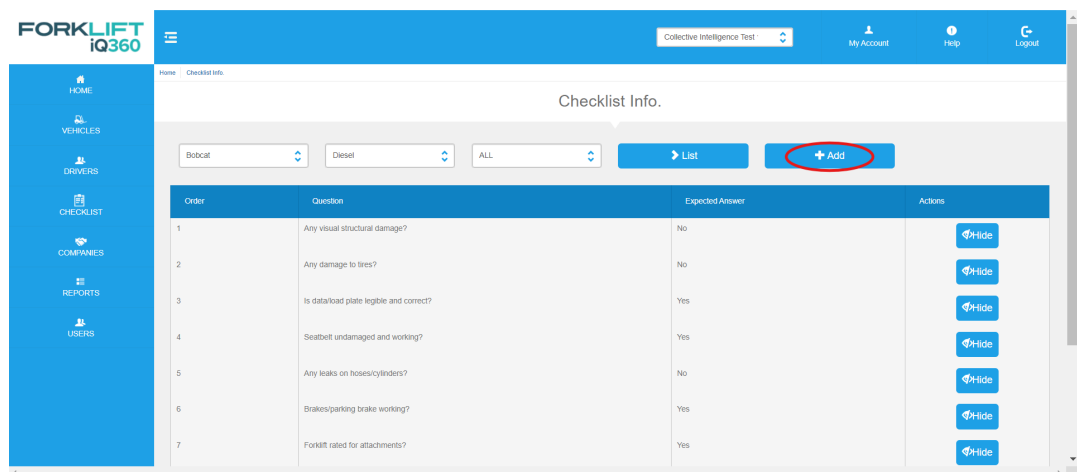 FORKLIFT
iQ360
Collective Intelligence Test
My Account
Help
Logout
Home | Checklist Info.
HOME
VEHICLES
DRIVERS
CHECKLIST
COMPANIES
REPORTS
USERS
Checklist Info.
Bobcat Diesel ALL List + Add
Order Question Expected Answer Actions
1 Any visual structural damage? No Hide
2 Any damage to tires? No Hide
3 Is data/load plate legible and correct? Yes Hide
4 Seatbelt undamaged and working? Yes Hide
5 Any leaks on hoses/cylinders? No Hide
6 Brakes/parking brake working? Yes Hide
7 Forklift rated for attachments? Yes Hide